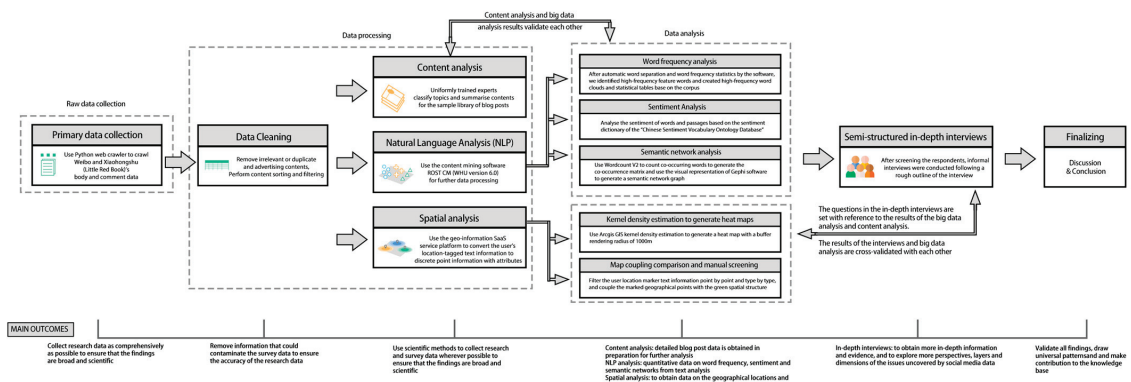 Content analysis and big data
analysis results validate each other
Data processing
Data analysis
Raw data collection
Primary data collection
Use Python web crawler to crawl
Weibo and Xiaohongshu
(Little Red Book)'s
body and comment data
Data Cleaning
Remove irrelevant or duplicate
and advertising contents,
Perform content sorting and filtering
Content analysis
Uniformly trained experts
classify topics and summarise contents
for the sample library of blog posts
Natural Language Analysis (NLP)
Use the content mining software
ROST CM (WHU version 6.0)
for further data processing
Spatial analysis
Use the geo-information SaaS
service platform to convert the user's
location-tagged text information to
discrete point information with attributes
Word frequency analysis
After automatic word separation and word frequency statistics by the software,
we identified high-frequency feature words and created high-frequency word
clouds and statistical tables base on the corpus
Sentiment Analysis
Analyse the sentiment of words and passages based on the sentiment
dictionary of the "Chinese Sentiment Vocabulary Ontology Database"
Semantic network analysis
Use Wordcount V2 to count co-occurring words to generate the
co-occurrence matrix and use the visual representation of Gephi software
to generate a semantic network graph
Kernel density estimation to generate heat maps
Use Arcgis GIS kernel density estimation to generate a heat map with a buffer
rendering radius of 1000m
Map coupling comparison and manual screening
Filter the user location marker text information point by point and type by type,
and couple the marked geographical points with the green spatial structure
Semi-structured in-depth interviews
After screening the respondents, informal
interviews were conducted following a
rough outline of the interview
The questions in the in-depth interviews are
set with reference to the results of the big data
analysis and content analysis.
The results of the interviews and big data
analysis are cross-validated with each other
Finalizing
Discussion
& Conclusion
MAIN OUTCOMES
Collect research data as comprehensively
as possible to ensure that the findings
are broad and scientific
Remove information that could
contaminate the survey data to ensure
the accuracy of the research data
Use scientific methods to collect research
and survey data wherever possible to
ensure that the findings are broad and
scientific
Content analysis: detailed blog post data is obtained in
preparation for further analysis
NLP analysis: quantitative data on word frequency, sentiment and
semantic networks from text analysis
Spatial analysis: to obtain data on the geographical locations and
In-depth interviews: to obtain more in-depth information
and evidence, and to explore more perspectives, layers and
dimensions of the issues uncovered by social media data
Validate all findings, draw
universal patternsand and make
contribution to the knowledge
base